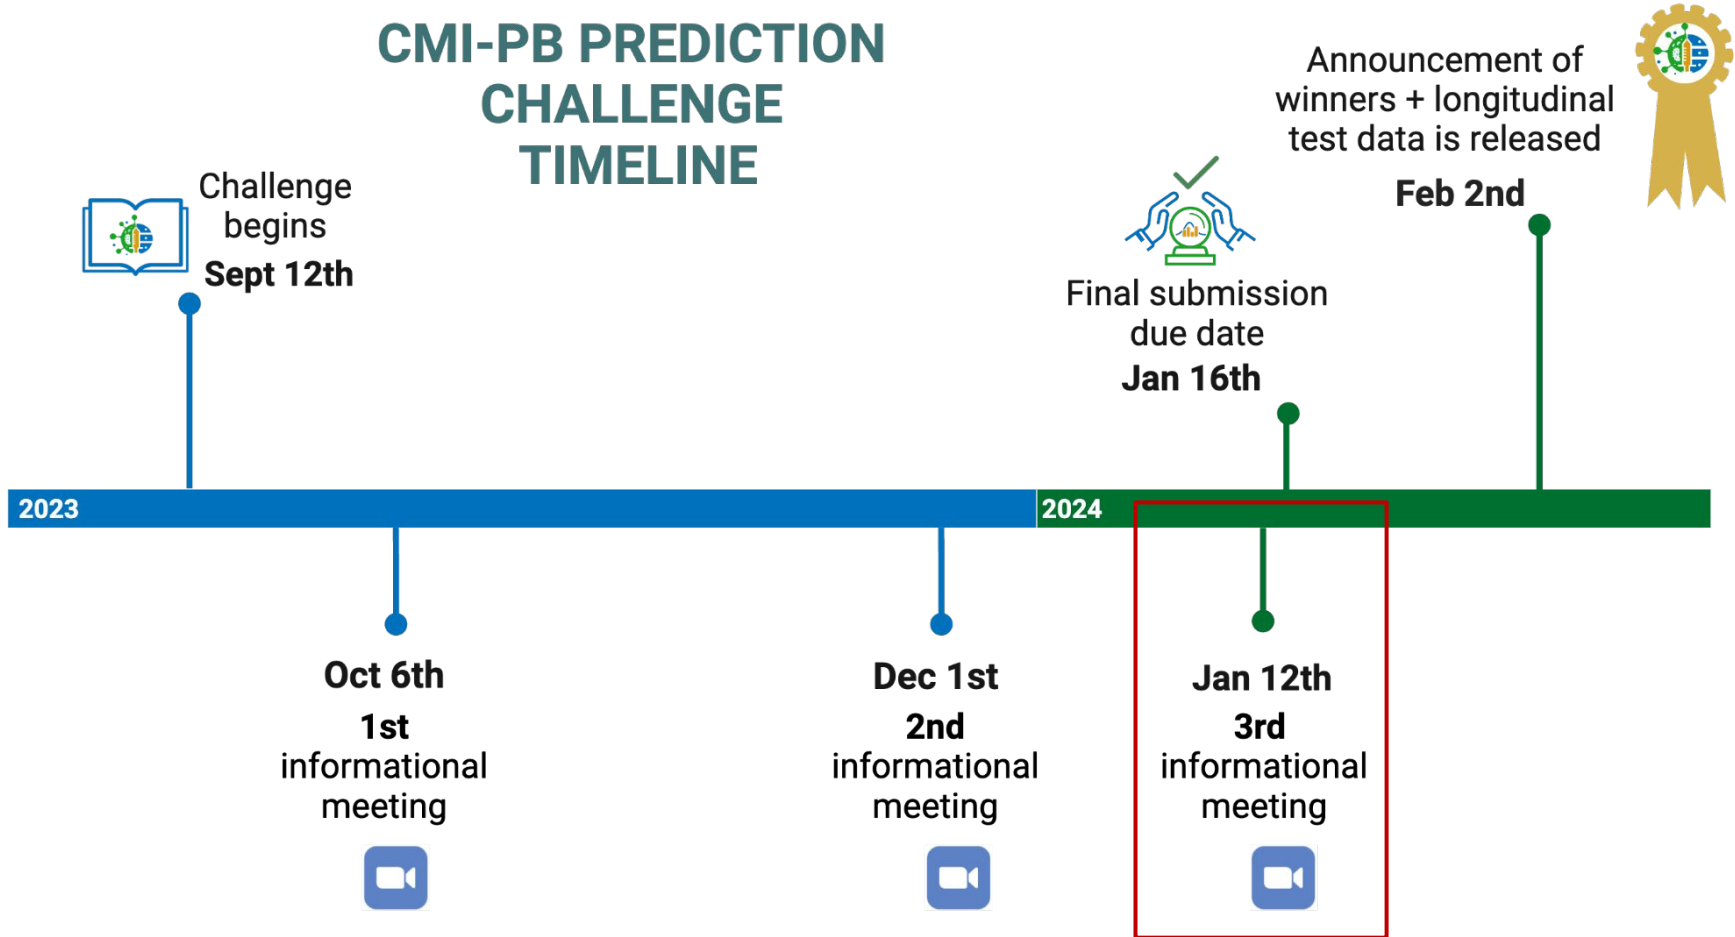 CMI-PB PREDICTION
CHALLENGE
TIMELINE
Challenge
begins
Sept 12th
Final submission
due date
Jan 16th
Announcement of
winners + longitudinal
test data is released
Feb 2nd
2023
2024
Oct 6th
1st
informational
meeting
Dec 1st
2nd
informational
meeting
Jan 12th
3rd
informational
meeting